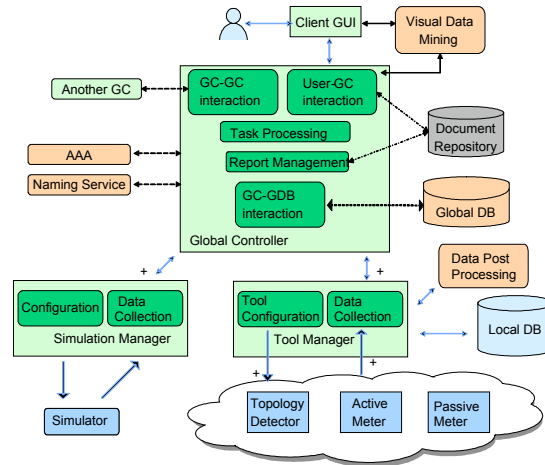 Client GUI
Visual Data
Mining
Another GC
GC-GC
interaction
User-GC
interaction
Task Processing
Document
Repository
AAA
Report Management
Naming Service
GC-GDB
interaction
Global DB
Global Controller
+
+
Data Post
Processing
Configuration
Data
Collection
Simulation Manager
Tool
Configuration
Data
Collection
Tool Manager
Local DB
+
+
Simulator
Topology
Detector
Active
Meter
Passive
Meter